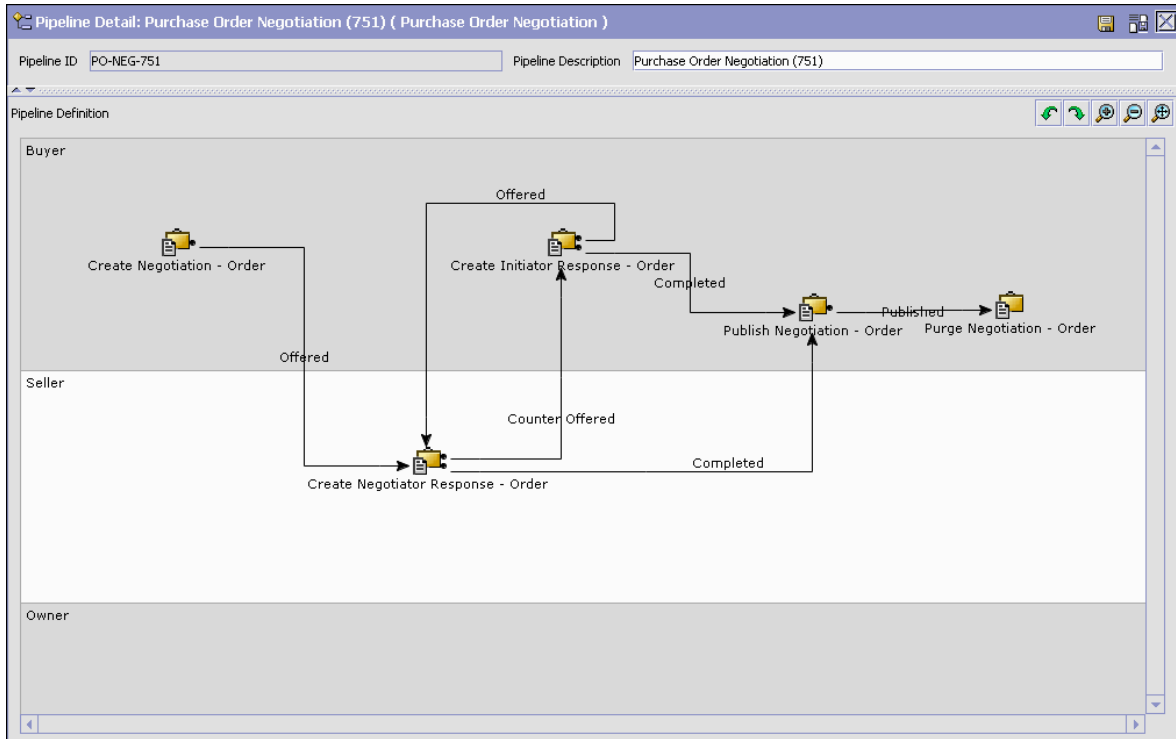 Pipeline Detail: Purchase Order Negotiation (751) ( Purchase Order Negotiation )
Pipeline ID PO-NEG-751 Pipeline Description Purchase Order Negotiation (751)
Pipeline Definition
Buyer
Offered
Create Negotiation - Order
Create Initiator Response - Order
Completed
Published
Publish Negotiation - Order
Purge Negotiation - Order
Offered
Seller
Counter Offered
Completed
Create Negotiator Response - Order
Owner